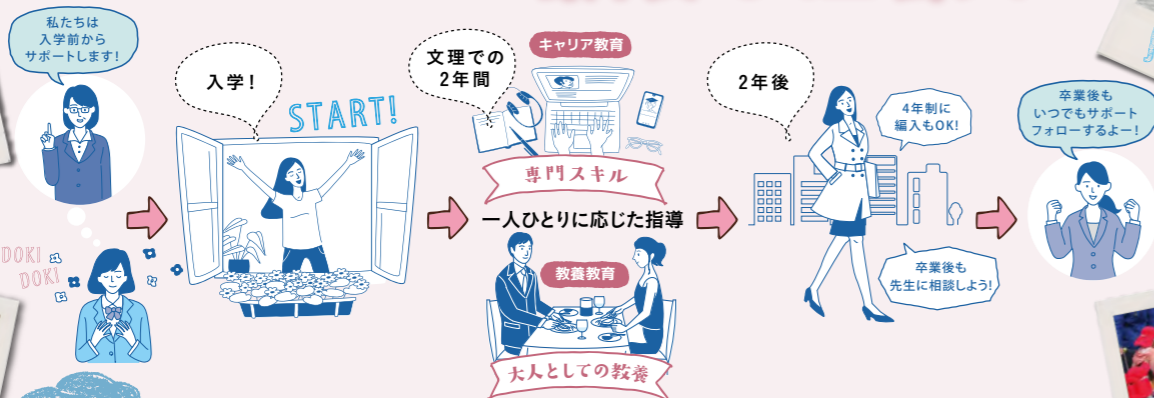 私たちは
入学前から
サポートします！
DOKI
DOKI!
入学！
START!
文理での
2年間
キャリア教育
専門スキル
一人ひとりに応じた指導
教養教育
大人としての教養
2年後
4年制に
編入もOK!
卒業後も
先生に相談しよう!
卒業後も
いつでもサポート
フォローするよー！